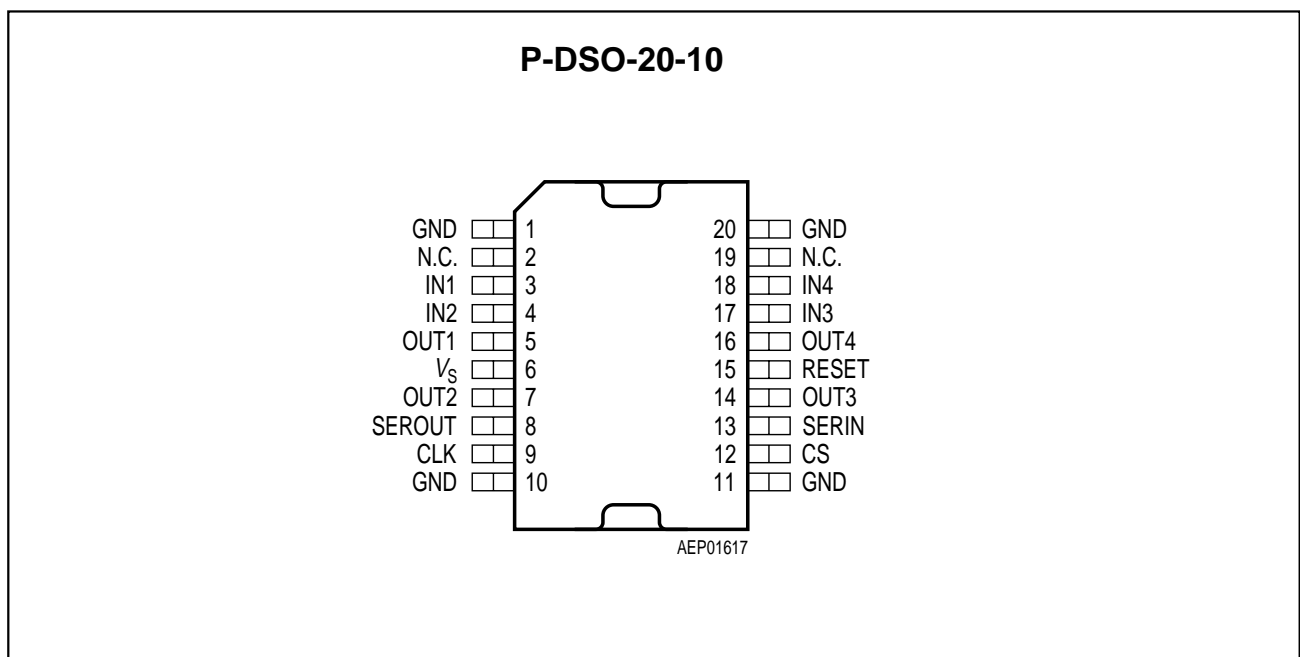 P-DSO-20-10
GND 1 20 GND
N.C. 2 19 N.C.
IN1 3 18 IN4
IN2 4 17 IN3
OUT1 5 16 OUT4
VS 6 15 RESET
OUT2 7 14 OUT3
SEROUT 8 13 SERIN
CLK 9 12 CS
GND 10 11 GND
AEP01617